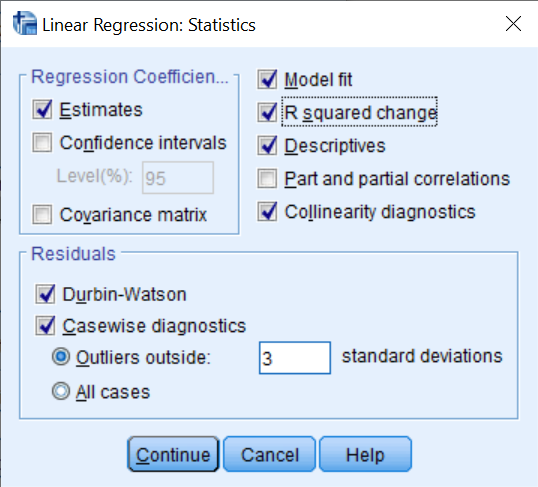 Linear Regression: Statistics
Regression Coefficien...
Estimates
Confidence intervals
Level(%): 95
Covariance matrix
Model fit
R squared change
Descriptives
Part and partial correlations
Collinearity diagnostics
Residuals
Durbin-Watson
Casewise diagnostics
Outliers outside: 3 standard deviations
All cases
Continue Cancel Help